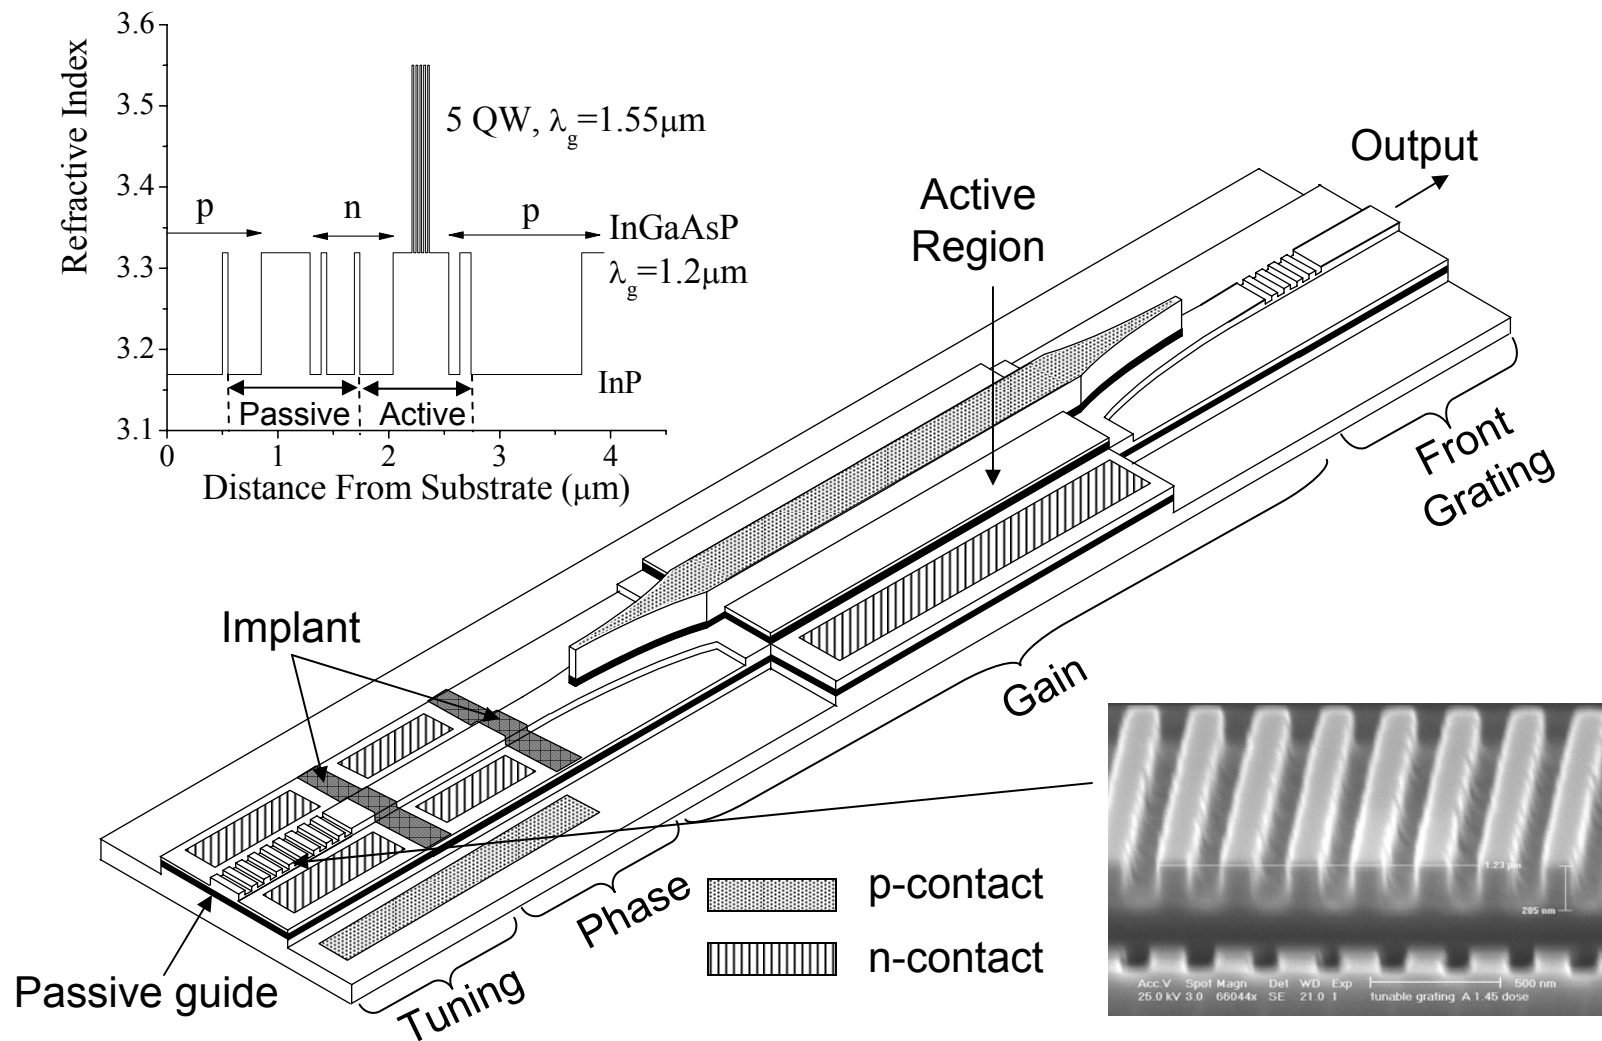 3.6
3.5
3.4
3.3
3.2
3.1
Refractive Index
5 QW, λg=1.55μm
p
n
p
InGaAsP
λg=1.2μm
InP
Passive
Active
0
1
2
3
4
Distance From Substrate (μm)
Output
Active
Region
Front
Grating
Gain
Implant
Phase
Tuning
Passive guide
p-contact
n-contact
1.23 μm
205 nm
Acc.V Spot Magn Det WD Exp
25.0 kV 3.0 66044x SE 21.0 1
500 nm
tunable grating A 1.45 dose